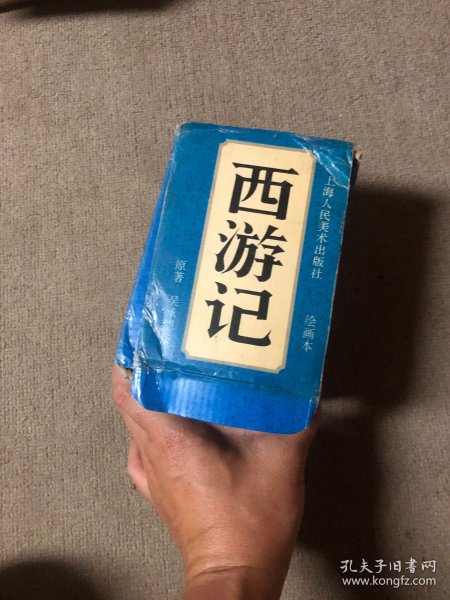 西游记
上海人民美术出版社
绘画本
原著 吴承
孔夫子旧书网
www.kongfz.com